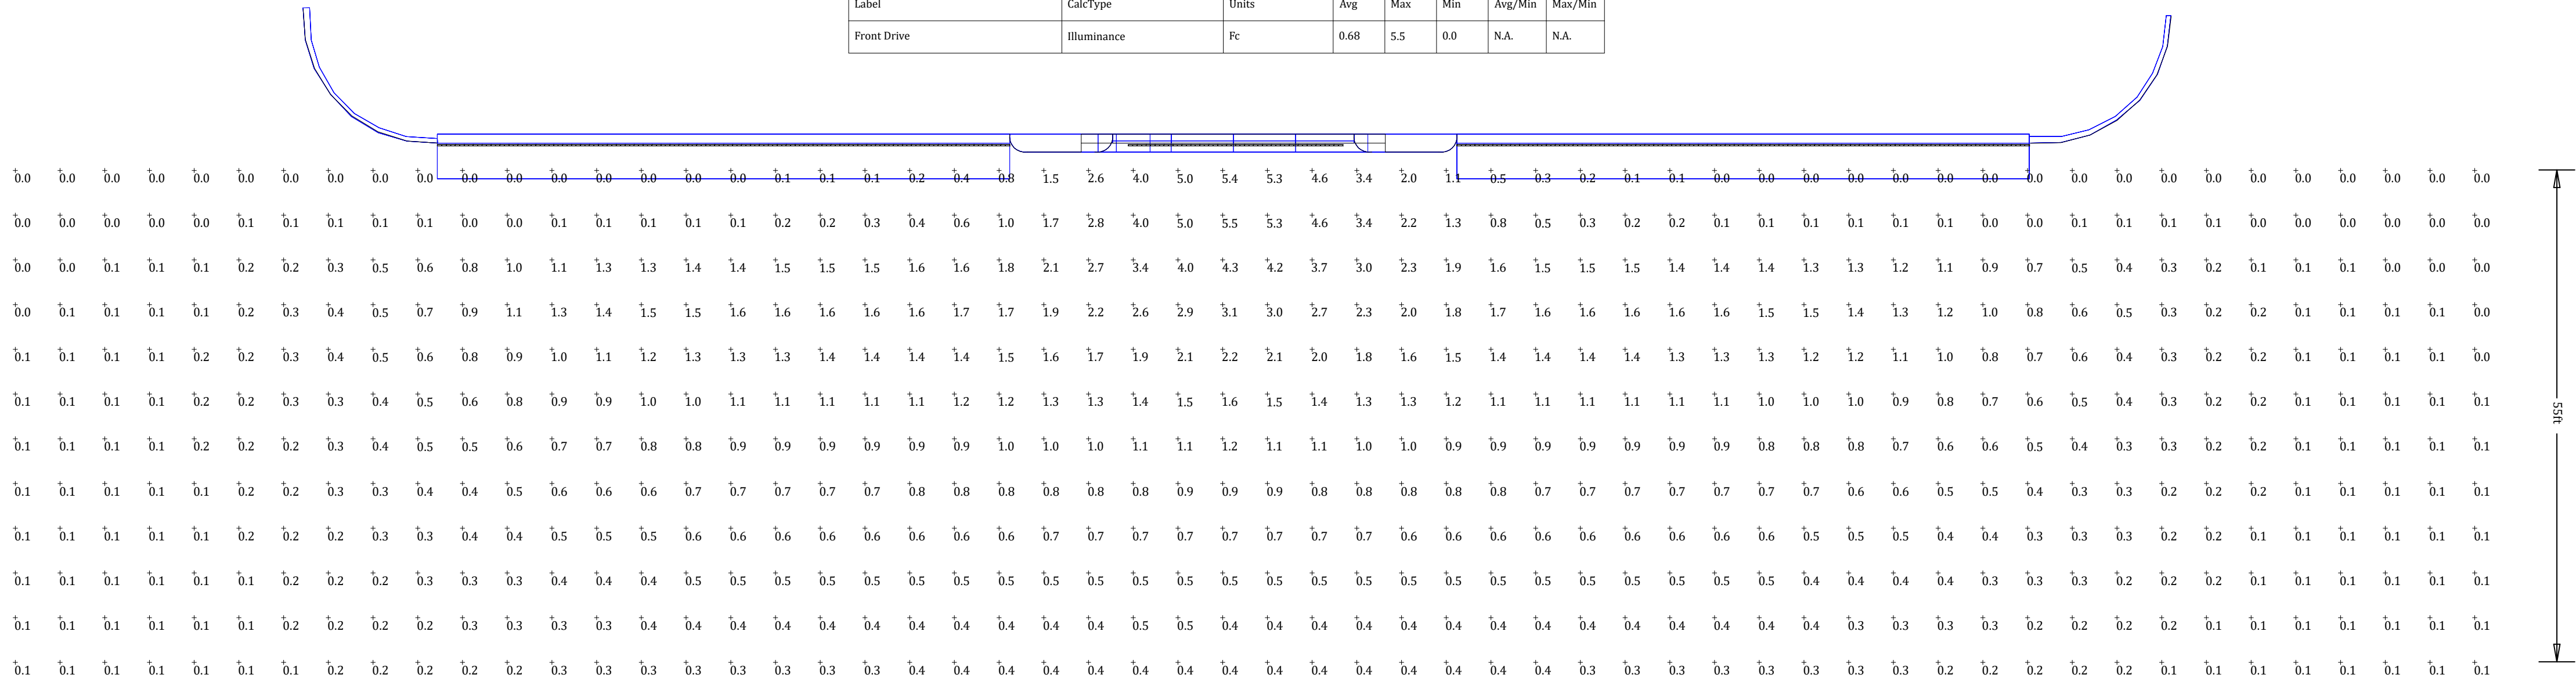 Label CalcType Units Avg Max Min Avg/Min Max/Min
Front Drive Illuminance Fc 0.68 5.5 0.0 N.A. N.A.
0.0 0.0 0.0 0.0 0.0 0.0 0.0 0.0 0.0 0.0 0.0 0.0 0.0 0.0 0.0 0.0 0.0 0.1 0.1 0.1 0.2 0.4 0.8 1.5 2.6 4.0 5.0 5.4 5.3 4.6 3.4 2.0 1.1 0.5 0.3 0.2 0.1 0.1 0.0 0.0 0.0 0.0 0.0 0.0 0.0 0.0 0.0 0.0 0.0 0.0 0.0 0.0 0.0 0.0 0.0 0.0
0.0 0.0 0.0 0.0 0.0 0.1 0.1 0.1 0.1 0.1 0.0 0.0 0.1 0.1 0.1 0.1 0.1 0.2 0.2 0.3 0.4 0.6 1.0 1.7 2.8 4.0 5.0 5.5 5.3 4.6 3.4 2.2 1.3 0.8 0.5 0.3 0.2 0.2 0.1 0.1 0.1 0.1 0.1 0.1 0.0 0.0 0.1 0.1 0.1 0.1 0.0 0.0 0.0 0.0 0.0 0.0
0.0 0.0 0.1 0.1 0.1 0.2 0.2 0.3 0.5 0.6 0.8 1.0 1.1 1.3 1.3 1.4 1.4 1.5 1.5 1.5 1.6 1.6 1.8 2.1 2.7 3.4 4.0 4.3 4.2 3.7 3.0 2.3 1.9 1.6 1.5 1.5 1.5 1.4 1.4 1.4 1.3 1.3 1.2 1.1 0.9 0.7 0.5 0.4 0.3 0.2 0.1 0.1 0.1 0.0 0.0 0.0
0.0 0.1 0.1 0.1 0.1 0.2 0.3 0.4 0.5 0.7 0.9 1.1 1.3 1.4 1.5 1.5 1.6 1.6 1.6 1.6 1.6 1.7 1.7 1.9 2.2 2.6 2.9 3.1 3.0 2.7 2.3 2.0 1.8 1.7 1.6 1.6 1.6 1.6 1.6 1.5 1.5 1.4 1.3 1.2 1.0 0.8 0.6 0.5 0.3 0.2 0.2 0.1 0.1 0.1 0.1 0.0
0.1 0.1 0.1 0.1 0.2 0.2 0.3 0.4 0.5 0.6 0.8 0.9 1.0 1.1 1.2 1.3 1.3 1.3 1.4 1.4 1.4 1.4 1.5 1.6 1.7 1.9 2.1 2.2 2.1 2.0 1.8 1.6 1.5 1.4 1.4 1.4 1.4 1.3 1.3 1.3 1.2 1.2 1.1 1.0 0.8 0.7 0.6 0.4 0.3 0.2 0.2 0.1 0.1 0.1 0.1 0.0
0.1 0.1 0.1 0.1 0.2 0.2 0.3 0.3 0.4 0.5 0.6 0.8 0.9 0.9 1.0 1.0 1.1 1.1 1.1 1.1 1.1 1.2 1.2 1.3 1.3 1.4 1.5 1.6 1.5 1.4 1.3 1.3 1.2 1.1 1.1 1.1 1.1 1.1 1.1 1.0 1.0 1.0 0.9 0.8 0.7 0.6 0.5 0.4 0.3 0.2 0.2 0.1 0.1 0.1 0.1 0.1
0.1 0.1 0.1 0.1 0.2 0.2 0.2 0.3 0.4 0.5 0.5 0.6 0.7 0.7 0.8 0.8 0.9 0.9 0.9 0.9 0.9 0.9 1.0 1.0 1.0 1.1 1.1 1.2 1.1 1.1 1.0 1.0 0.9 0.9 0.9 0.9 0.9 0.9 0.9 0.8 0.8 0.8 0.7 0.6 0.6 0.5 0.4 0.3 0.3 0.2 0.2 0.1 0.1 0.1 0.1 0.1
0.1 0.1 0.1 0.1 0.1 0.2 0.2 0.3 0.3 0.4 0.4 0.5 0.6 0.6 0.6 0.7 0.7 0.7 0.7 0.7 0.8 0.8 0.8 0.8 0.8 0.8 0.9 0.9 0.9 0.8 0.8 0.8 0.8 0.8 0.7 0.7 0.7 0.7 0.7 0.7 0.7 0.6 0.6 0.5 0.5 0.4 0.3 0.3 0.2 0.2 0.2 0.1 0.1 0.1 0.1 0.1
0.1 0.1 0.1 0.1 0.1 0.2 0.2 0.2 0.3 0.3 0.4 0.4 0.5 0.5 0.5 0.6 0.6 0.6 0.6 0.6 0.6 0.6 0.6 0.7 0.7 0.7 0.7 0.7 0.7 0.7 0.7 0.6 0.6 0.6 0.6 0.6 0.6 0.6 0.6 0.6 0.5 0.5 0.5 0.4 0.4 0.3 0.3 0.3 0.2 0.2 0.1 0.1 0.1 0.1 0.1 0.1
0.1 0.1 0.1 0.1 0.1 0.1 0.2 0.2 0.2 0.3 0.3 0.3 0.4 0.4 0.4 0.5 0.5 0.5 0.5 0.5 0.5 0.5 0.5 0.5 0.5 0.5 0.5 0.5 0.5 0.5 0.5 0.5 0.5 0.5 0.5 0.5 0.5 0.5 0.5 0.5 0.4 0.4 0.4 0.4 0.3 0.3 0.3 0.2 0.2 0.2 0.1 0.1 0.1 0.1 0.1 0.1
0.1 0.1 0.1 0.1 0.1 0.1 0.2 0.2 0.2 0.2 0.3 0.3 0.3 0.3 0.4 0.4 0.4 0.4 0.4 0.4 0.4 0.4 0.4 0.4 0.4 0.5 0.5 0.4 0.4 0.4 0.4 0.4 0.4 0.4 0.4 0.4 0.4 0.4 0.4 0.4 0.4 0.3 0.3 0.3 0.3 0.2 0.2 0.2 0.2 0.1 0.1 0.1 0.1 0.1 0.1 0.1
0.1 0.1 0.1 0.1 0.1 0.1 0.1 0.2 0.2 0.2 0.2 0.2 0.3 0.3 0.3 0.3 0.3 0.3 0.3 0.3 0.4 0.4 0.4 0.4 0.4 0.4 0.4 0.4 0.4 0.4 0.4 0.4 0.4 0.4 0.4 0.3 0.3 0.3 0.3 0.3 0.3 0.3 0.3 0.2 0.2 0.2 0.2 0.2 0.1 0.1 0.1 0.1 0.1 0.1 0.1 0.1
55ft